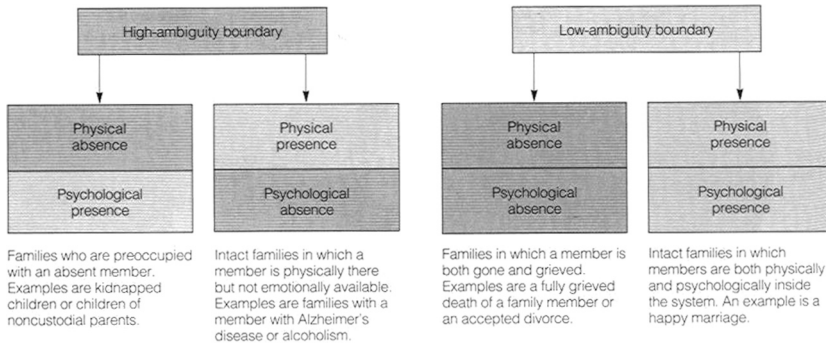 High-ambiguity boundary
Physical
absence
Psychological
presence
Families who are preoccupied
with an absent member.
Examples are kidnapped
children or children of
noncustodial parents.
Physical
presence
Psychological
absence
Intact families in which a
member is physically there
but not emotionally available.
Examples are families with a
member with Alzheimer's
disease or alcoholism.
Low-ambiguity boundary
Physical
absence
Psychological
absence
Families in which a member is
both gone and grieved.
Examples are a fully grieved
death of a family member or
an accepted divorce.
Physical
presence
Psychological
presence
Intact families in which
members are both physically
and psychologically inside
the system. An example is a
happy marriage.